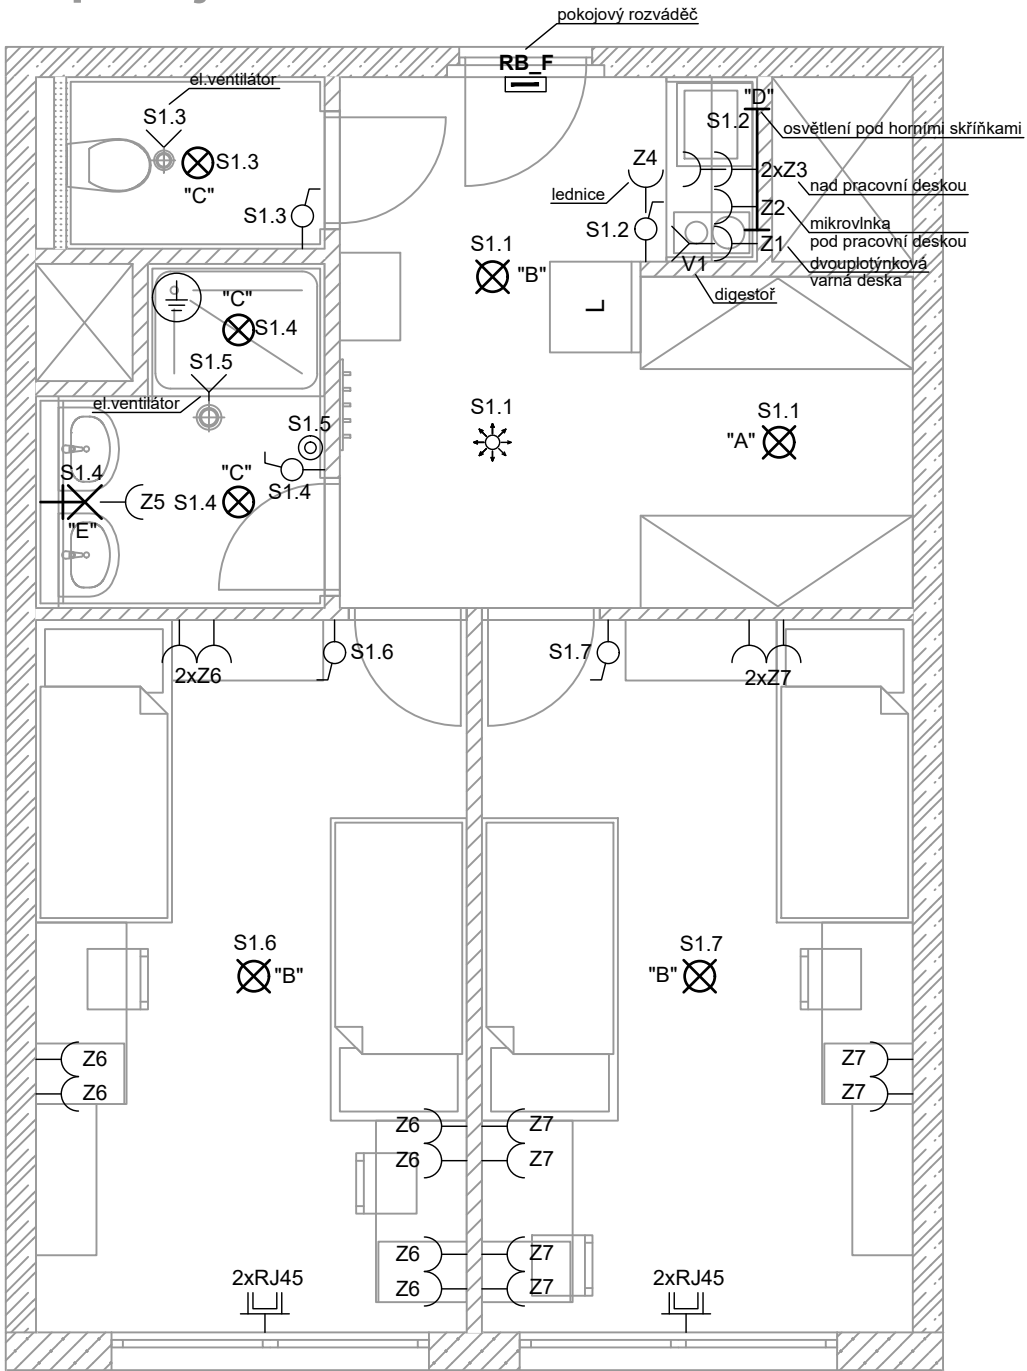 pokojový rozváděč
RB_F
el.ventilátor
S1.3
S1.3
"C"
S1.3
"D"
S1.2
osvětlení pod horními skříňkami
Z4
lednice
2xZ3
nad pracovní deskou
S1.2
Z2
mikrovlnka
pod pracovní deskou
Z1
dvouplotýnková
varná deska
V1
digestoř
S1.1
"B"
L
"C"
S1.4
S1.5
el.ventilátor
S1.5
S1.1
S1.1
"A"
S1.4
"C"
S1.4
Z5
S1.4
"E"
2xZ6
S1.6
S1.7
2xZ7
S1.6
"B"
S1.7
"B"
Z6
Z6
Z7
Z7
Z6
Z7
Z6
Z7
Z6
Z7
Z6
Z7
2xRJ45
2xRJ45